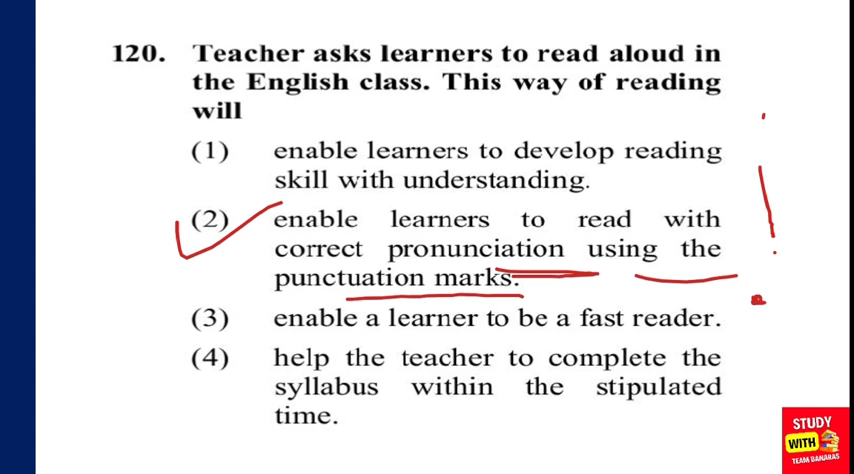 120. Teacher asks learners to read aloud in
the English class. This way of reading
will
(1) enable learners to develop reading
skill with understanding.
(2) enable learners to read with
correct pronunciation using the
punctuation marks.
(3) enable a learner to be a fast reader.
(4) help the teacher to complete the
syllabus within the stipulated
time.
STUDY
WITH
TEAM BANARAS